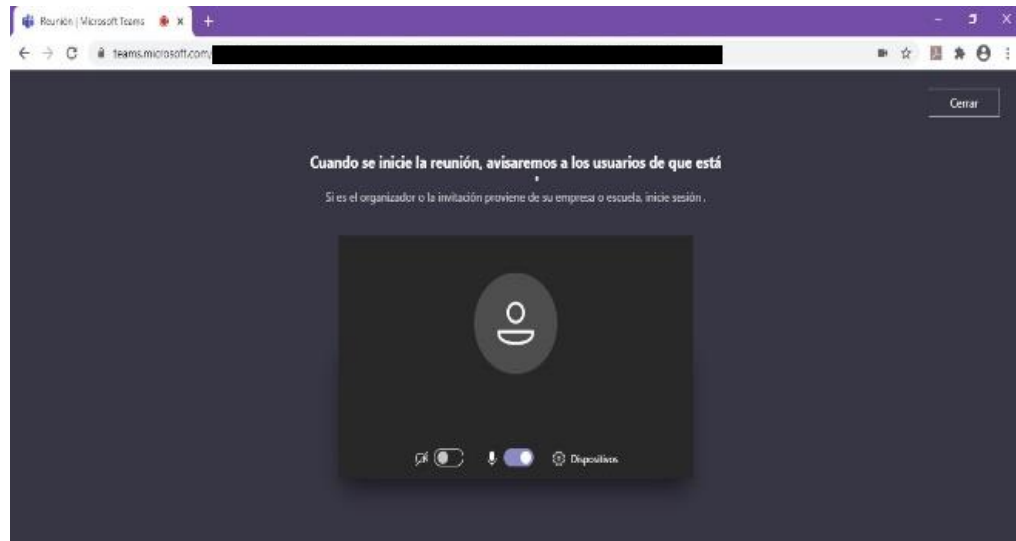 Reunión | Microsoft Teams
teams.microsoft.com/
Cerrar
Cuando se inicie la reunión, avisaremos a los usuarios de que está
Si es el organizador o la invitación proviene de su empresa o escuela, inicie sesión .
Dispositivos